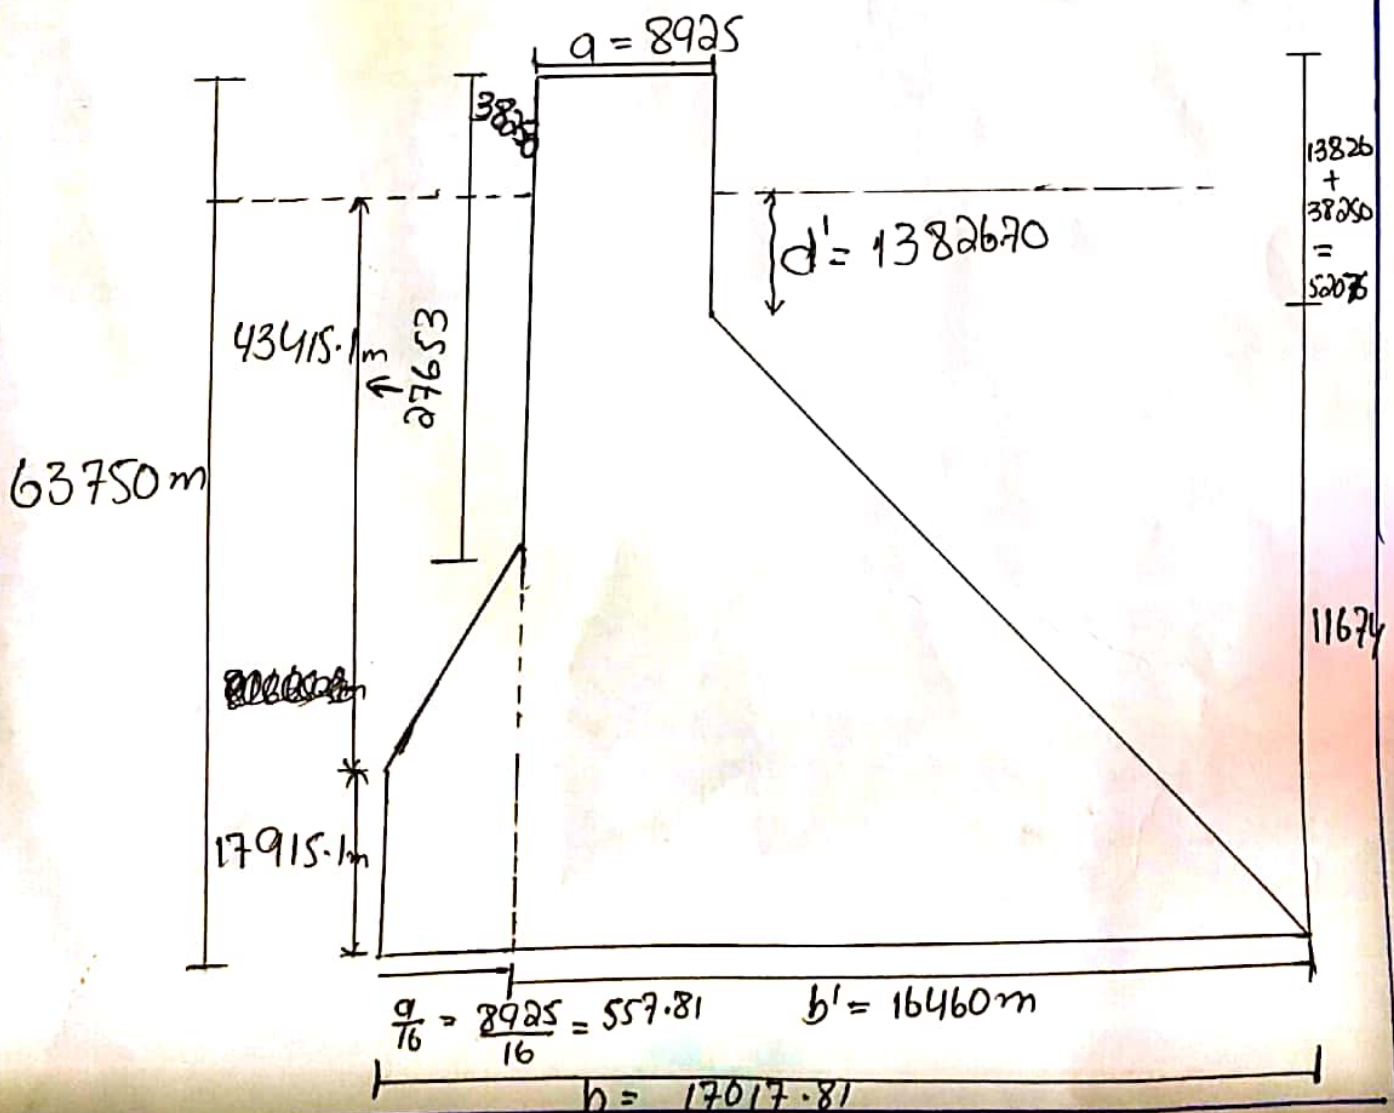 a = 8925
13826
+
38250
=
52076
d' = 1382670
43415.1m
27653
63750m
11674
17915.1m
a/16 = 8925/16 = 557.81
b' = 16460m
b = 17017.81